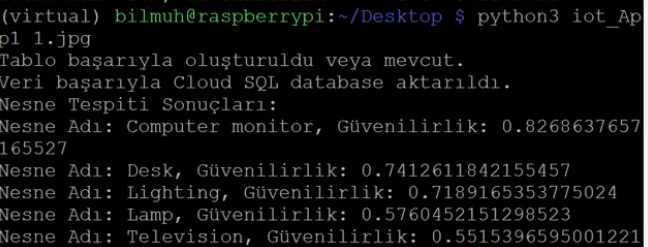 (virtual) bilmuh@raspberrypi:~/Desktop $ python3 iot_Ap
p1 1.jpg
Tablo başarıyla oluşturuldu veya mevcut.
Veri başarıyla Cloud SQL database aktarıldı.
Nesne Tespiti Sonuçları:
Nesne Adı: Computer monitor, Güvenilirlik: 0.8268637657
165527
Nesne Adı: Desk, Güvenilirlik: 0.7412611842155457
Nesne Adı: Lighting, Güvenilirlik: 0.7189165353775024
Nesne Adı: Lamp, Güvenilirlik: 0.5760452151298523
Nesne Adı: Television, Güvenilirlik: 0.5515396595001221